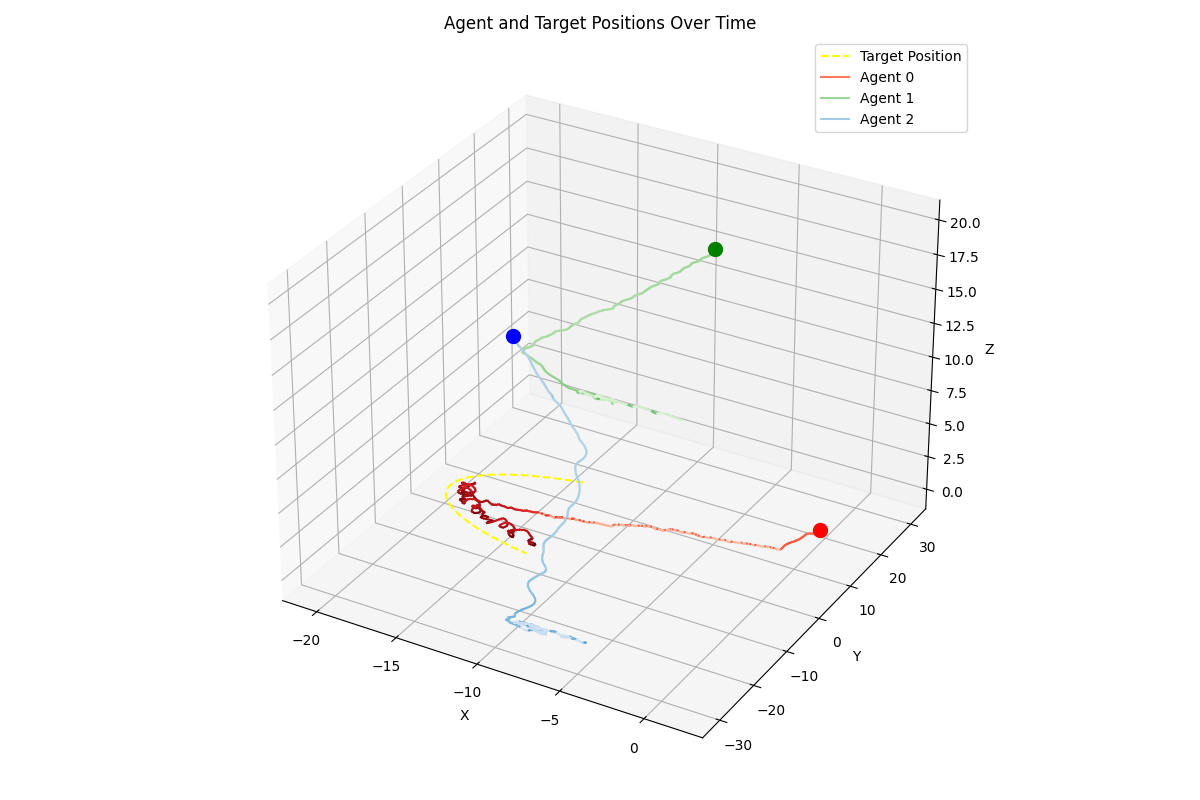 Agent and Target Positions Over Time
Target Position
Agent 0
Agent 1
Agent 2
20.0
17.5
15.0
12.5
10.0
7.5
5.0
2.5
0.0
Z
30
20
10
0
−10
−20
−30
Y
−20
−15
−10
−5
0
X